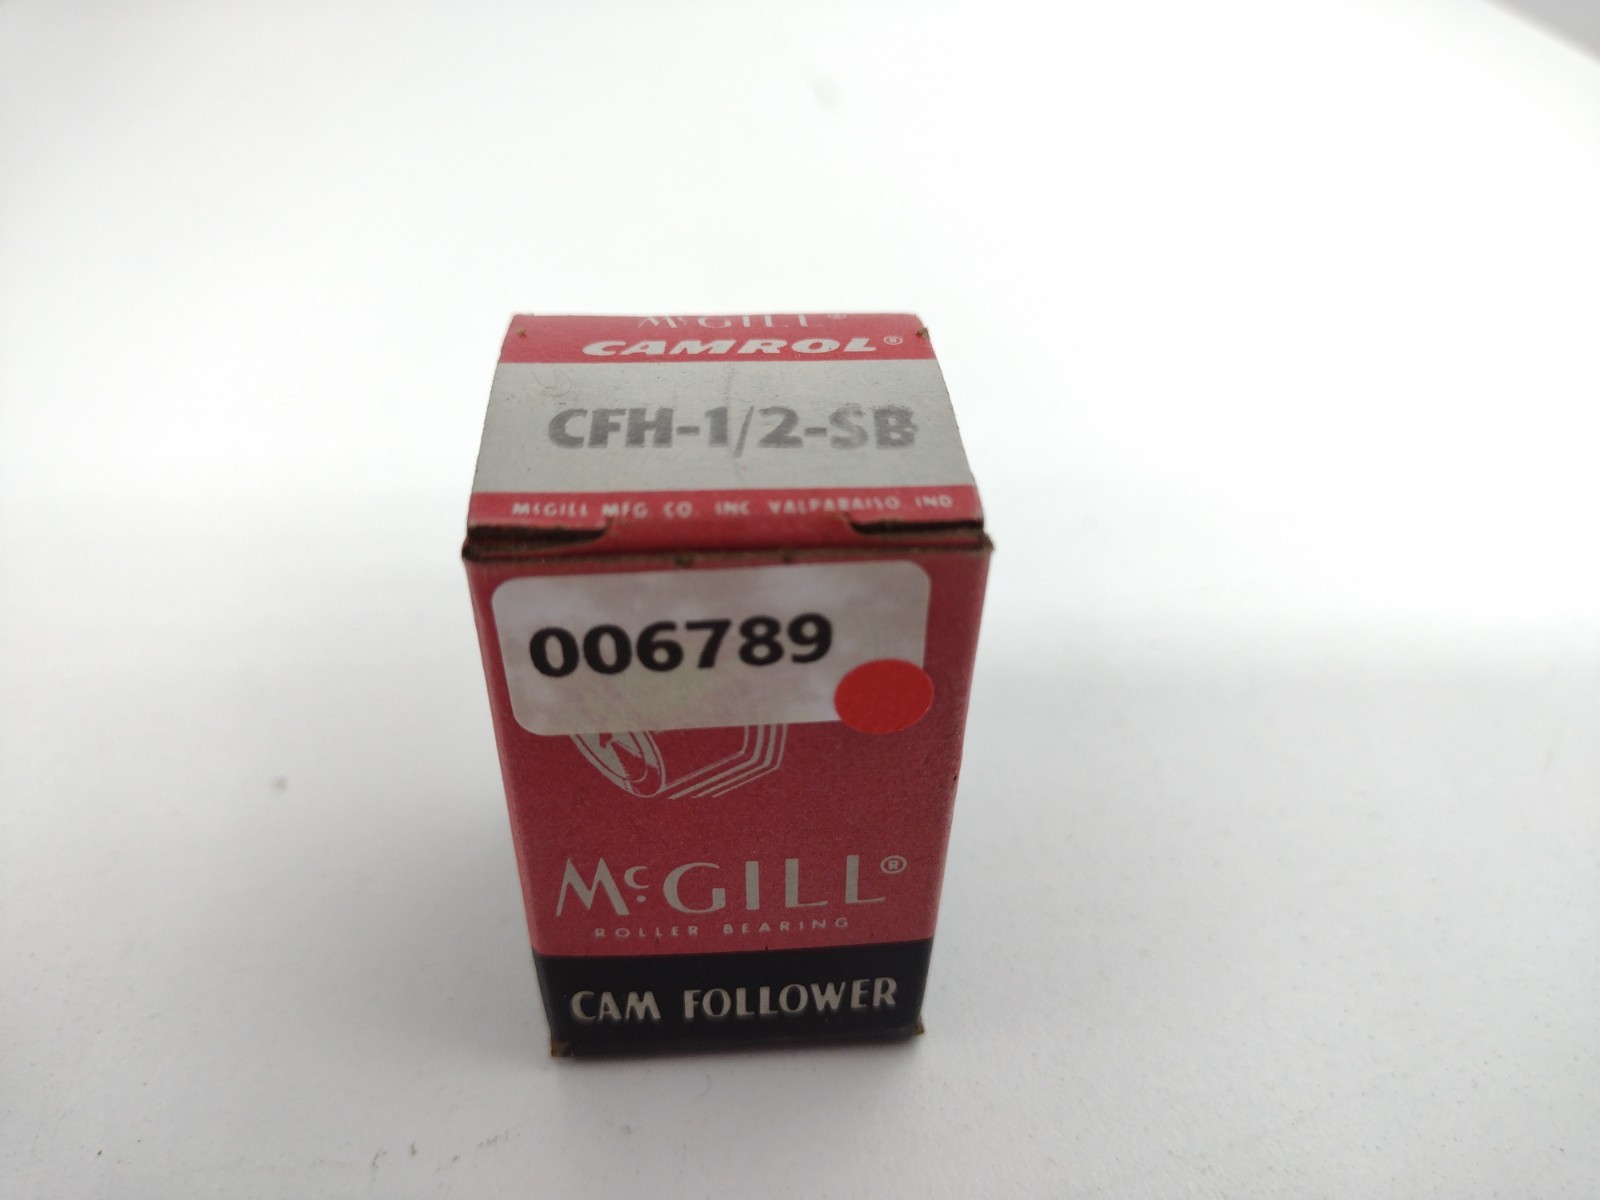 McGILL®
CAMROL®
CFH-1/2-SB
McGILL MFG CO. INC VALPARAISO, IND
006789
McGILL®
ROLLER BEARING
CAM FOLLOWER